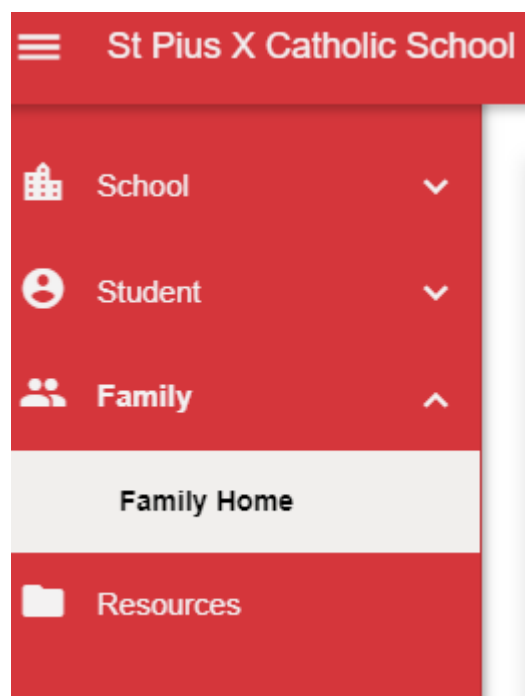 St Pius X Catholic School
School
Student
Family
Family Home
Resources